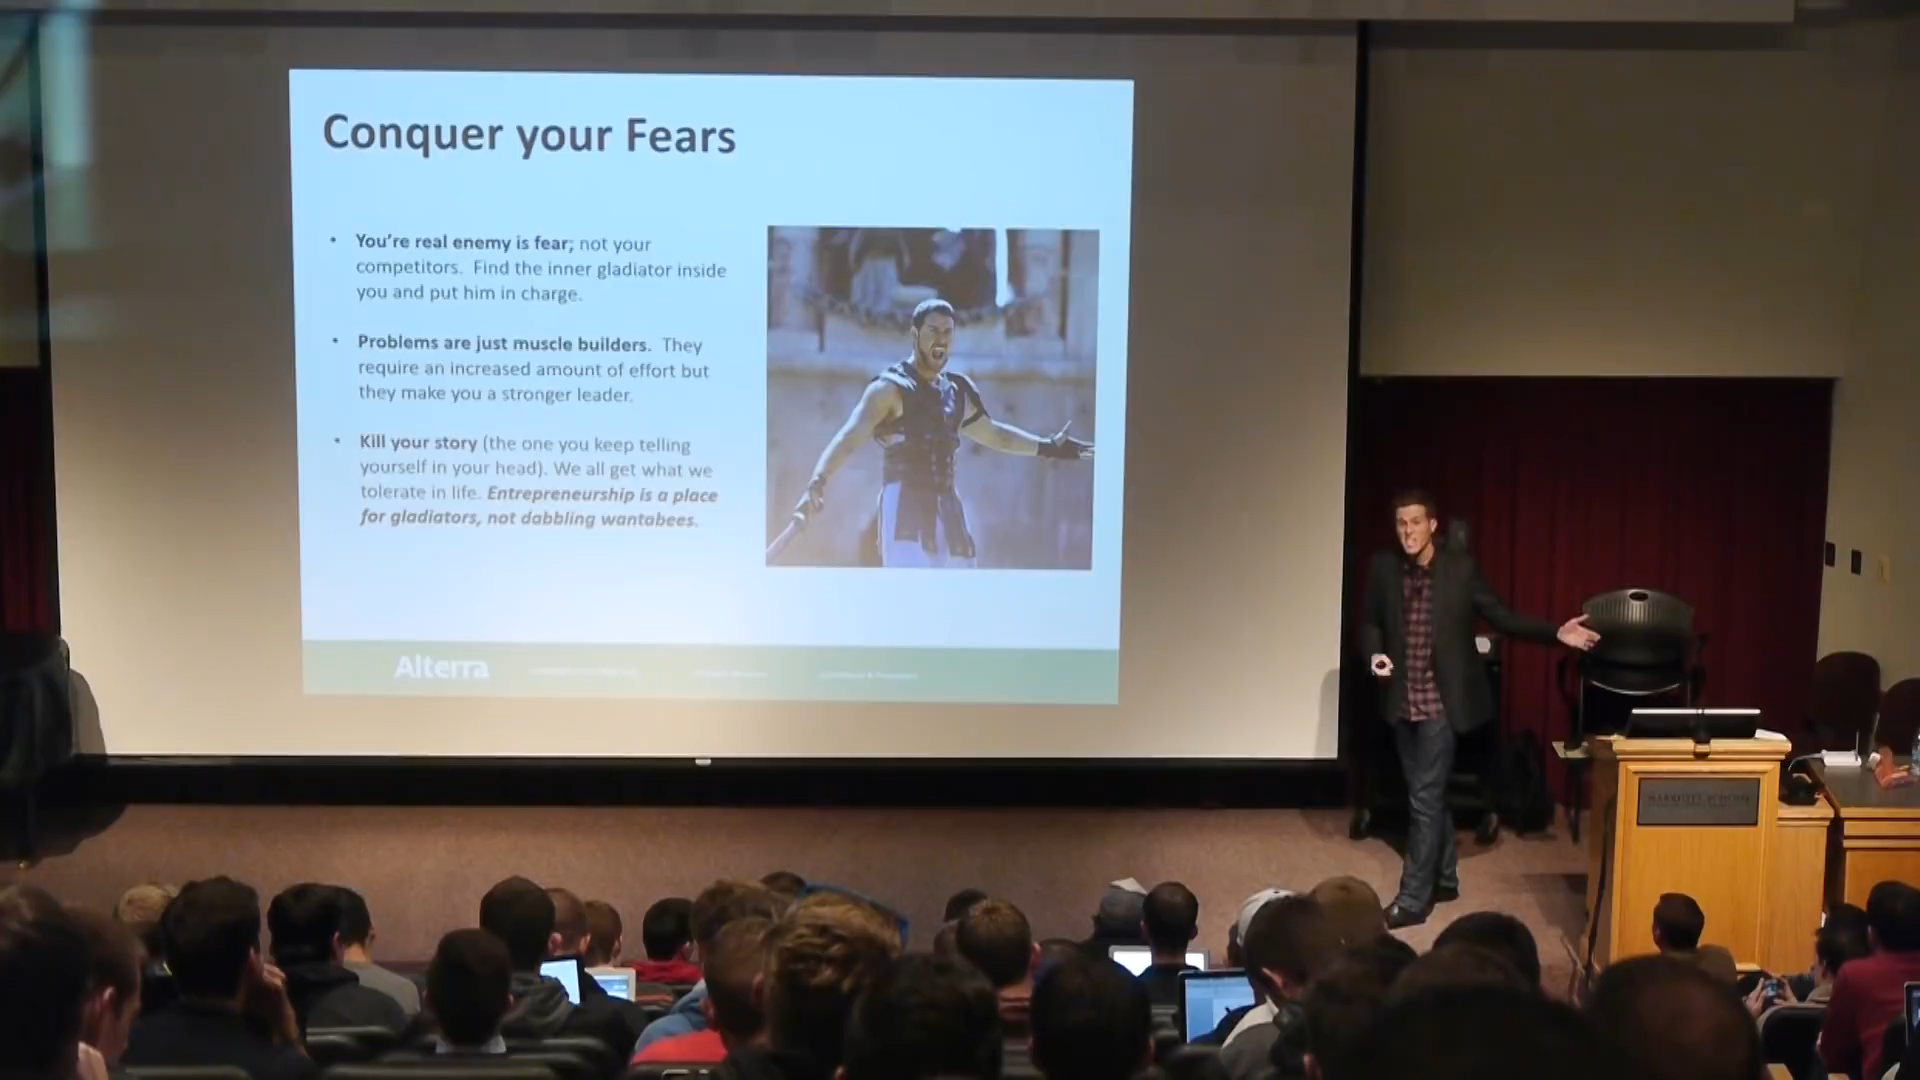 Conquer your Fears
• You're real enemy is fear; not your
competitors. Find the inner gladiator inside
you and put him in charge.
• Problems are just muscle builders. They
require an increased amount of effort but
they make you a stronger leader.
• Kill your story (the one you keep telling
yourself in your head). We all get what we
tolerate in life. Entrepreneurship is a place
for gladiators, not dabbling wantabees.
Alterra
MARRIOTT SCHOOL